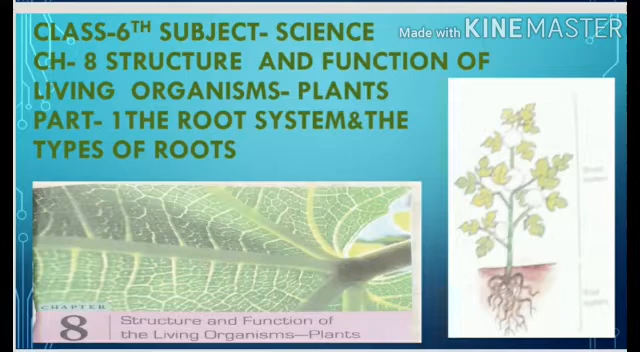 CLASS-6TH SUBJECT- SCIENCE
Made with KINEMASTER
CH- 8 STRUCTURE AND FUNCTION OF
LIVING ORGANISMS- PLANTS
PART- 1THE ROOT SYSTEM&THE
TYPES OF ROOTS
CHAPTER
8
Structure and Function of
the Living Organisms—Plants